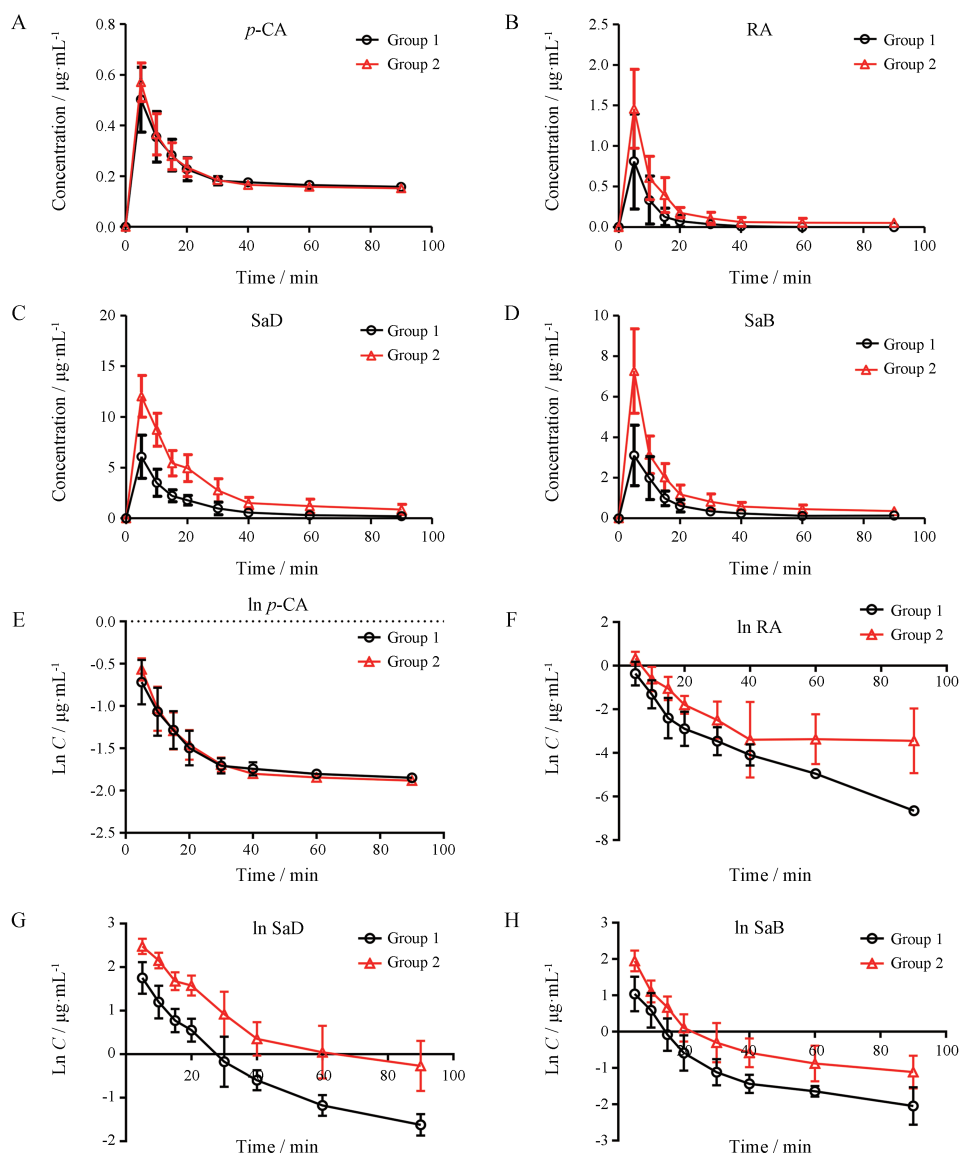 A
p-CA
Group 1
Group 2
Concentration / μg·mL⁻¹
0.8
0.6
0.4
0.2
0.0
0 20 40 60 80 100
Time / min
B
RA
Group 1
Group 2
Concentration / μg·mL⁻¹
2.5
2.0
1.5
1.0
0.5
0.0
0 20 40 60 80 100
Time / min
C
SaD
Group 1
Group 2
Concentration / μg·mL⁻¹
20
15
10
5
0
0 20 40 60 80 100
Time / min
D
SaB
Group 1
Group 2
Concentration / μg·mL⁻¹
10
8
6
4
2
0
0 20 40 60 80 100
Time / min
E
ln p-CA
Group 1
Group 2
Ln C / μg·mL⁻¹
0.0
-0.5
-1.0
-1.5
-2.0
-2.5
0 20 40 60 80 100
Time / min
F
ln RA
Group 1
Group 2
Ln C / μg·mL⁻¹
2
0
-2
-4
-6
-8
20 40 60 80 100
Time / min
G
ln SaD
Group 1
Group 2
Ln C / μg·mL⁻¹
3
2
1
0
-1
-2
20 40 60 80 100
Time / min
H
ln SaB
Group 1
Group 2
Ln C / μg·mL⁻¹
3
2
1
0
-1
-2
-3
20 40 60 80 100
Time / min